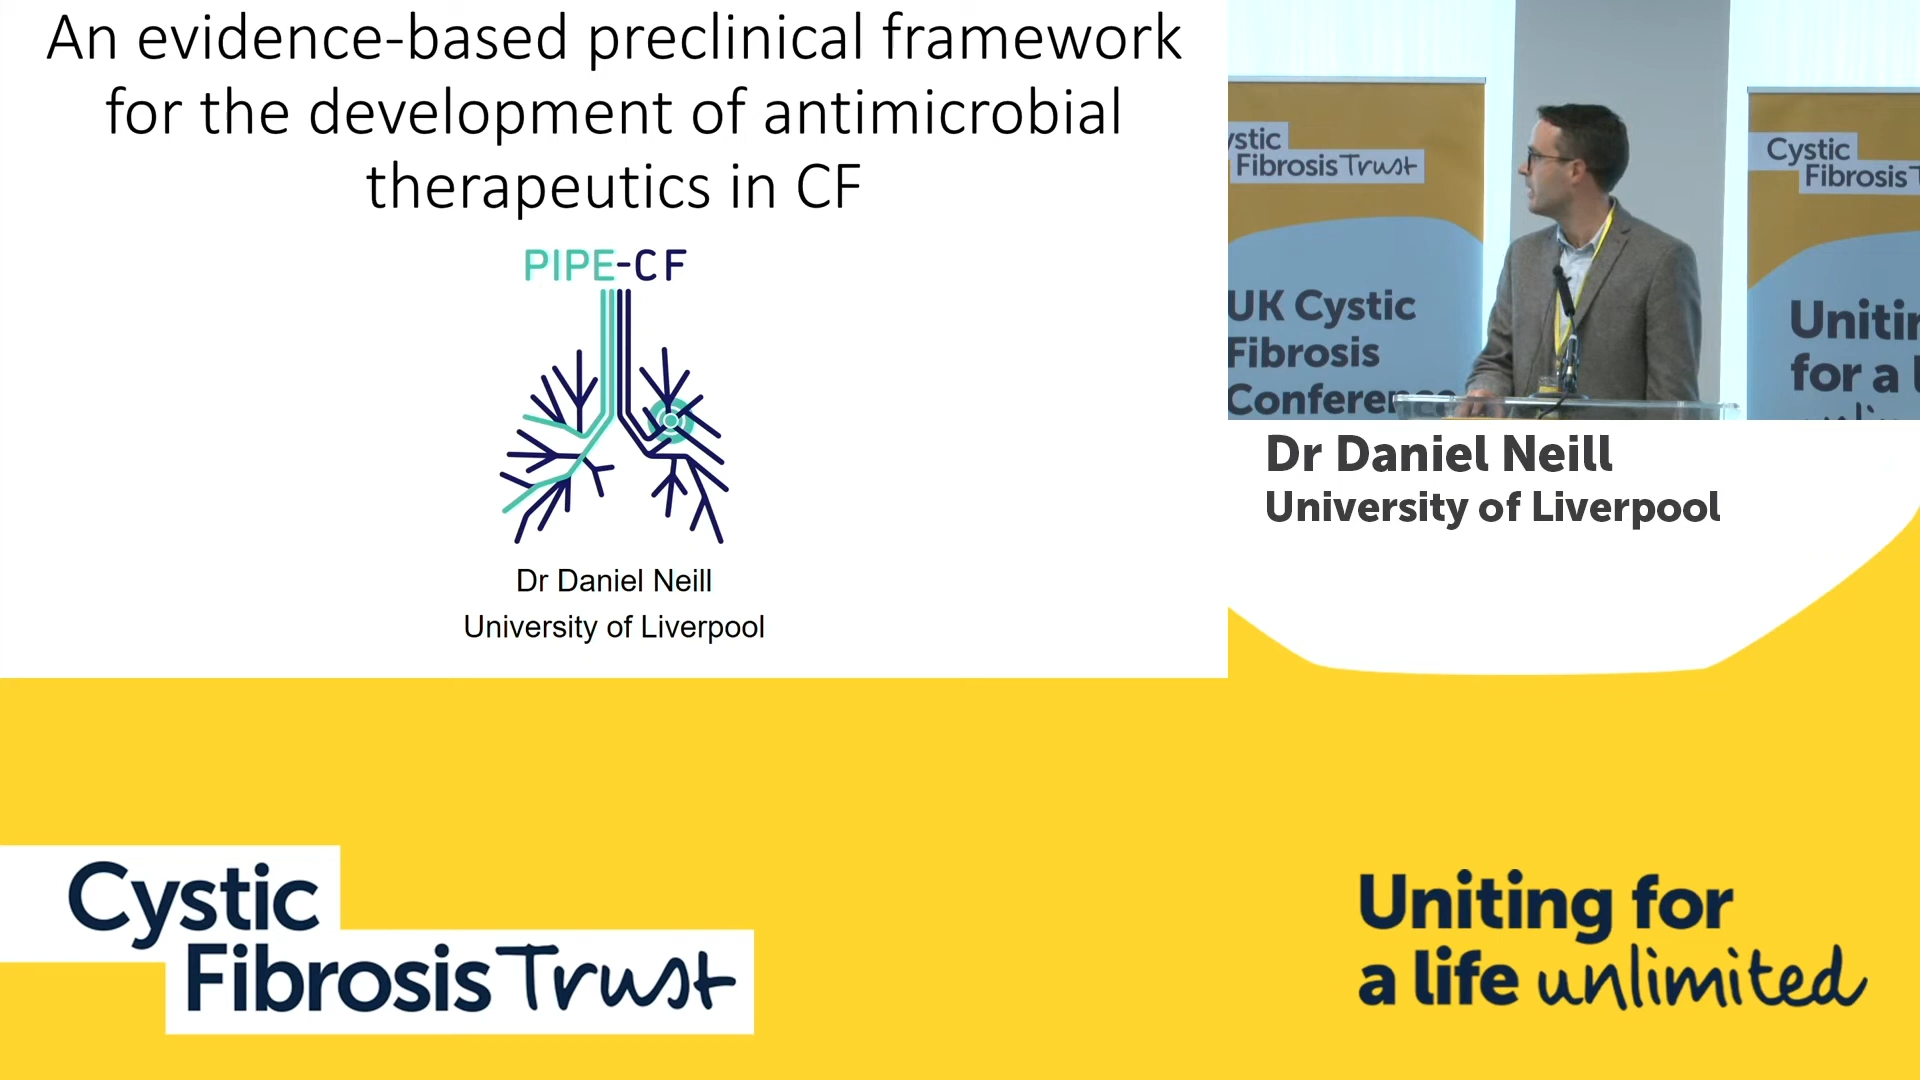 An evidence-based preclinical framework
for the development of antimicrobial
therapeutics in CF
PIPE-CF
Dr Daniel Neill
University of Liverpool
Cystic
Fibrosis Trust
UK Cystic
Fibrosis
Conference
Cystic
Fibrosis
for a
Dr Daniel Neill
University of Liverpool
Cystic
Fibrosis Trust
Uniting for
a life unlimited